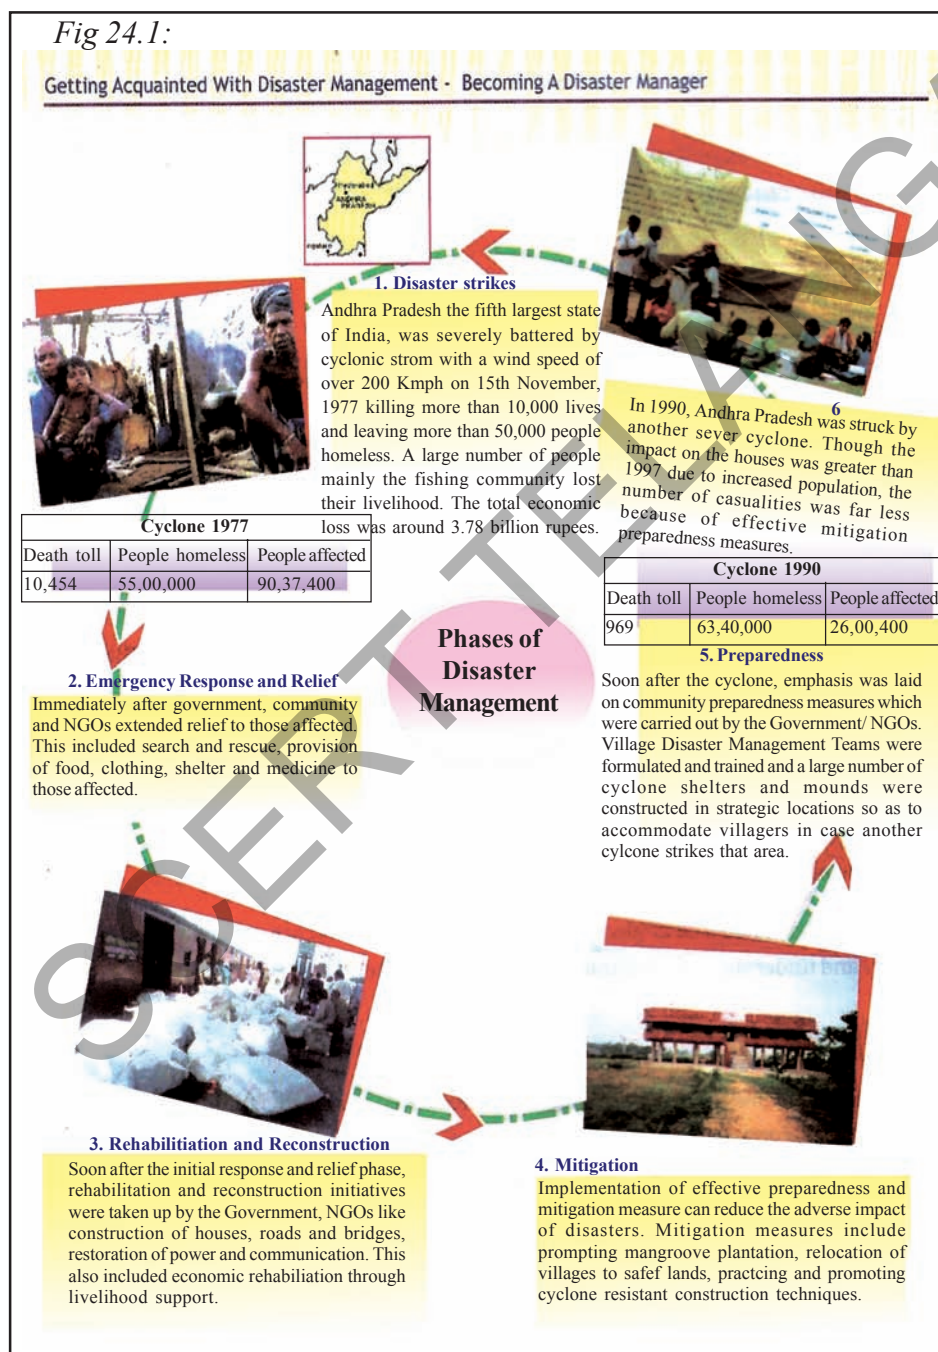 Fig 24.1:
Getting Acquainted With Disaster Management - Becoming A Disaster Manager
1. Disaster strikes
Andhra Pradesh the fifth largest state
of India, was severely battered by
cyclonic strom with a wind speed of
over 200 Kmph on 15th November,
1977 killing more than 10,000 lives
and leaving more than 50,000 people
homeless. A large number of people
mainly the fishing community lost
their livelihood. The total economic
loss was around 3.78 billion rupees.
Cyclone 1977
Death toll People homeless People affected
10,454 55,00,000 90,37,400
2. Emergency Response and Relief
Immediately after government, community
and NGOs extended relief to those affected.
This included search and rescue, provision
of food, clothing, shelter and medicine to
those affected.
Phases of
Disaster
Management
3. Rehabilitiation and Reconstruction
Soon after the initial response and relief phase,
rehabilitation and reconstruction initiatives
were taken up by the Government, NGOs like
construction of houses, roads and bridges,
restoration of power and communication. This
also included economic rehabiliation through
livelihood support.
4. Mitigation
Implementation of effective preparedness and
mitigation measure can reduce the adverse impact
of disasters. Mitigation measures include
prompting mangroove plantation, relocation of
villages to safef lands, practcing and promoting
cyclone resistant construction techniques.
5. Preparedness
Soon after the cyclone, emphasis was laid
on community preparedness measures which
were carried out by the Government/ NGOs.
Village Disaster Management Teams were
formulated and trained and a large number of
cyclone shelters and mounds were
constructed in strategic locations so as to
accommodate villagers in case another
cylcone strikes that area.
6
In 1990, Andhra Pradesh was struck by
another sever cyclone. Though the
impact on the houses was greater than
1997 due to increased population, the
number of casualities was far less
because of effective mitigation
preparedness measures.
Cyclone 1990
Death toll People homeless People affected
969 63,40,000 26,00,400
SCERT TELANGA